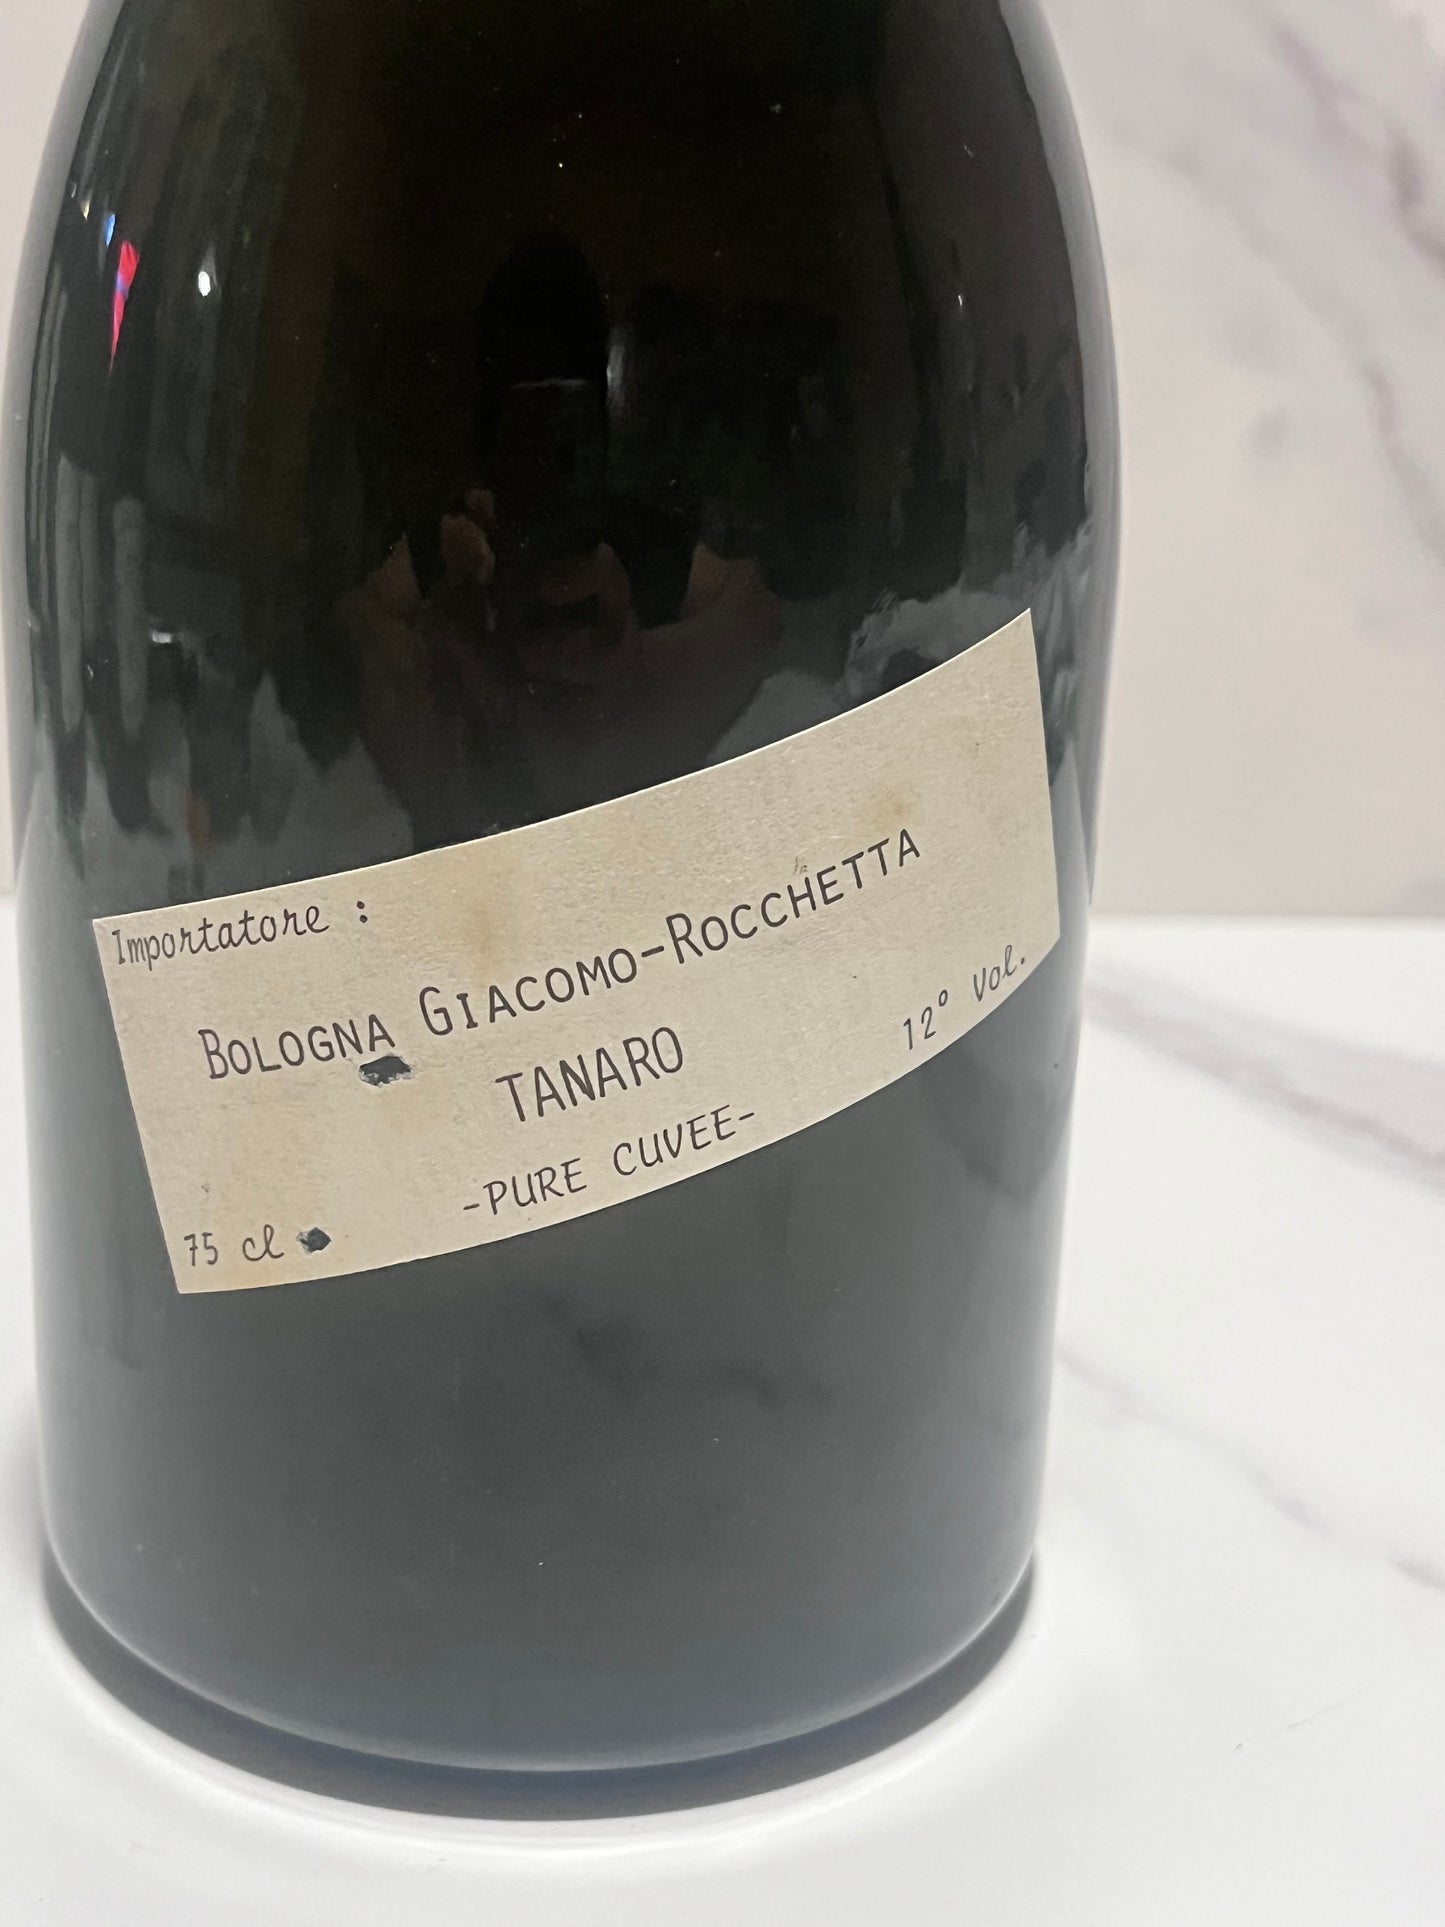 Importatore :
BOLOGNA GIACOMO-ROCCHETTA
TANARO
12° vol.
-PURE CUVEE-
75 cl